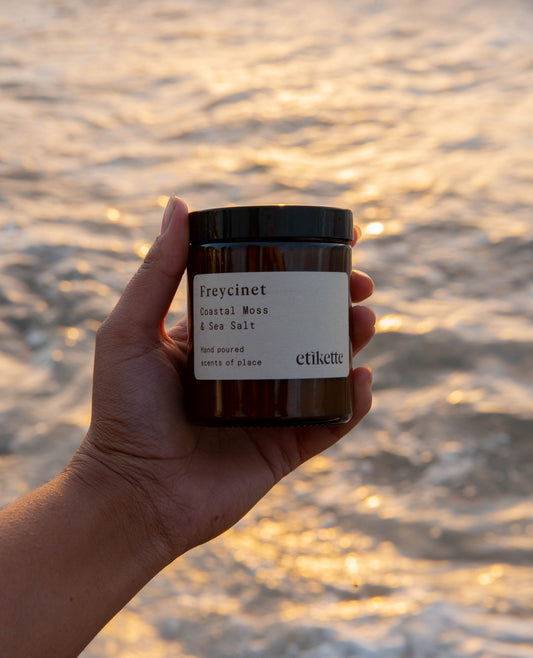 Freycinet
Coastal Moss
& Sea Salt
Hand poured
scents of place
etikette